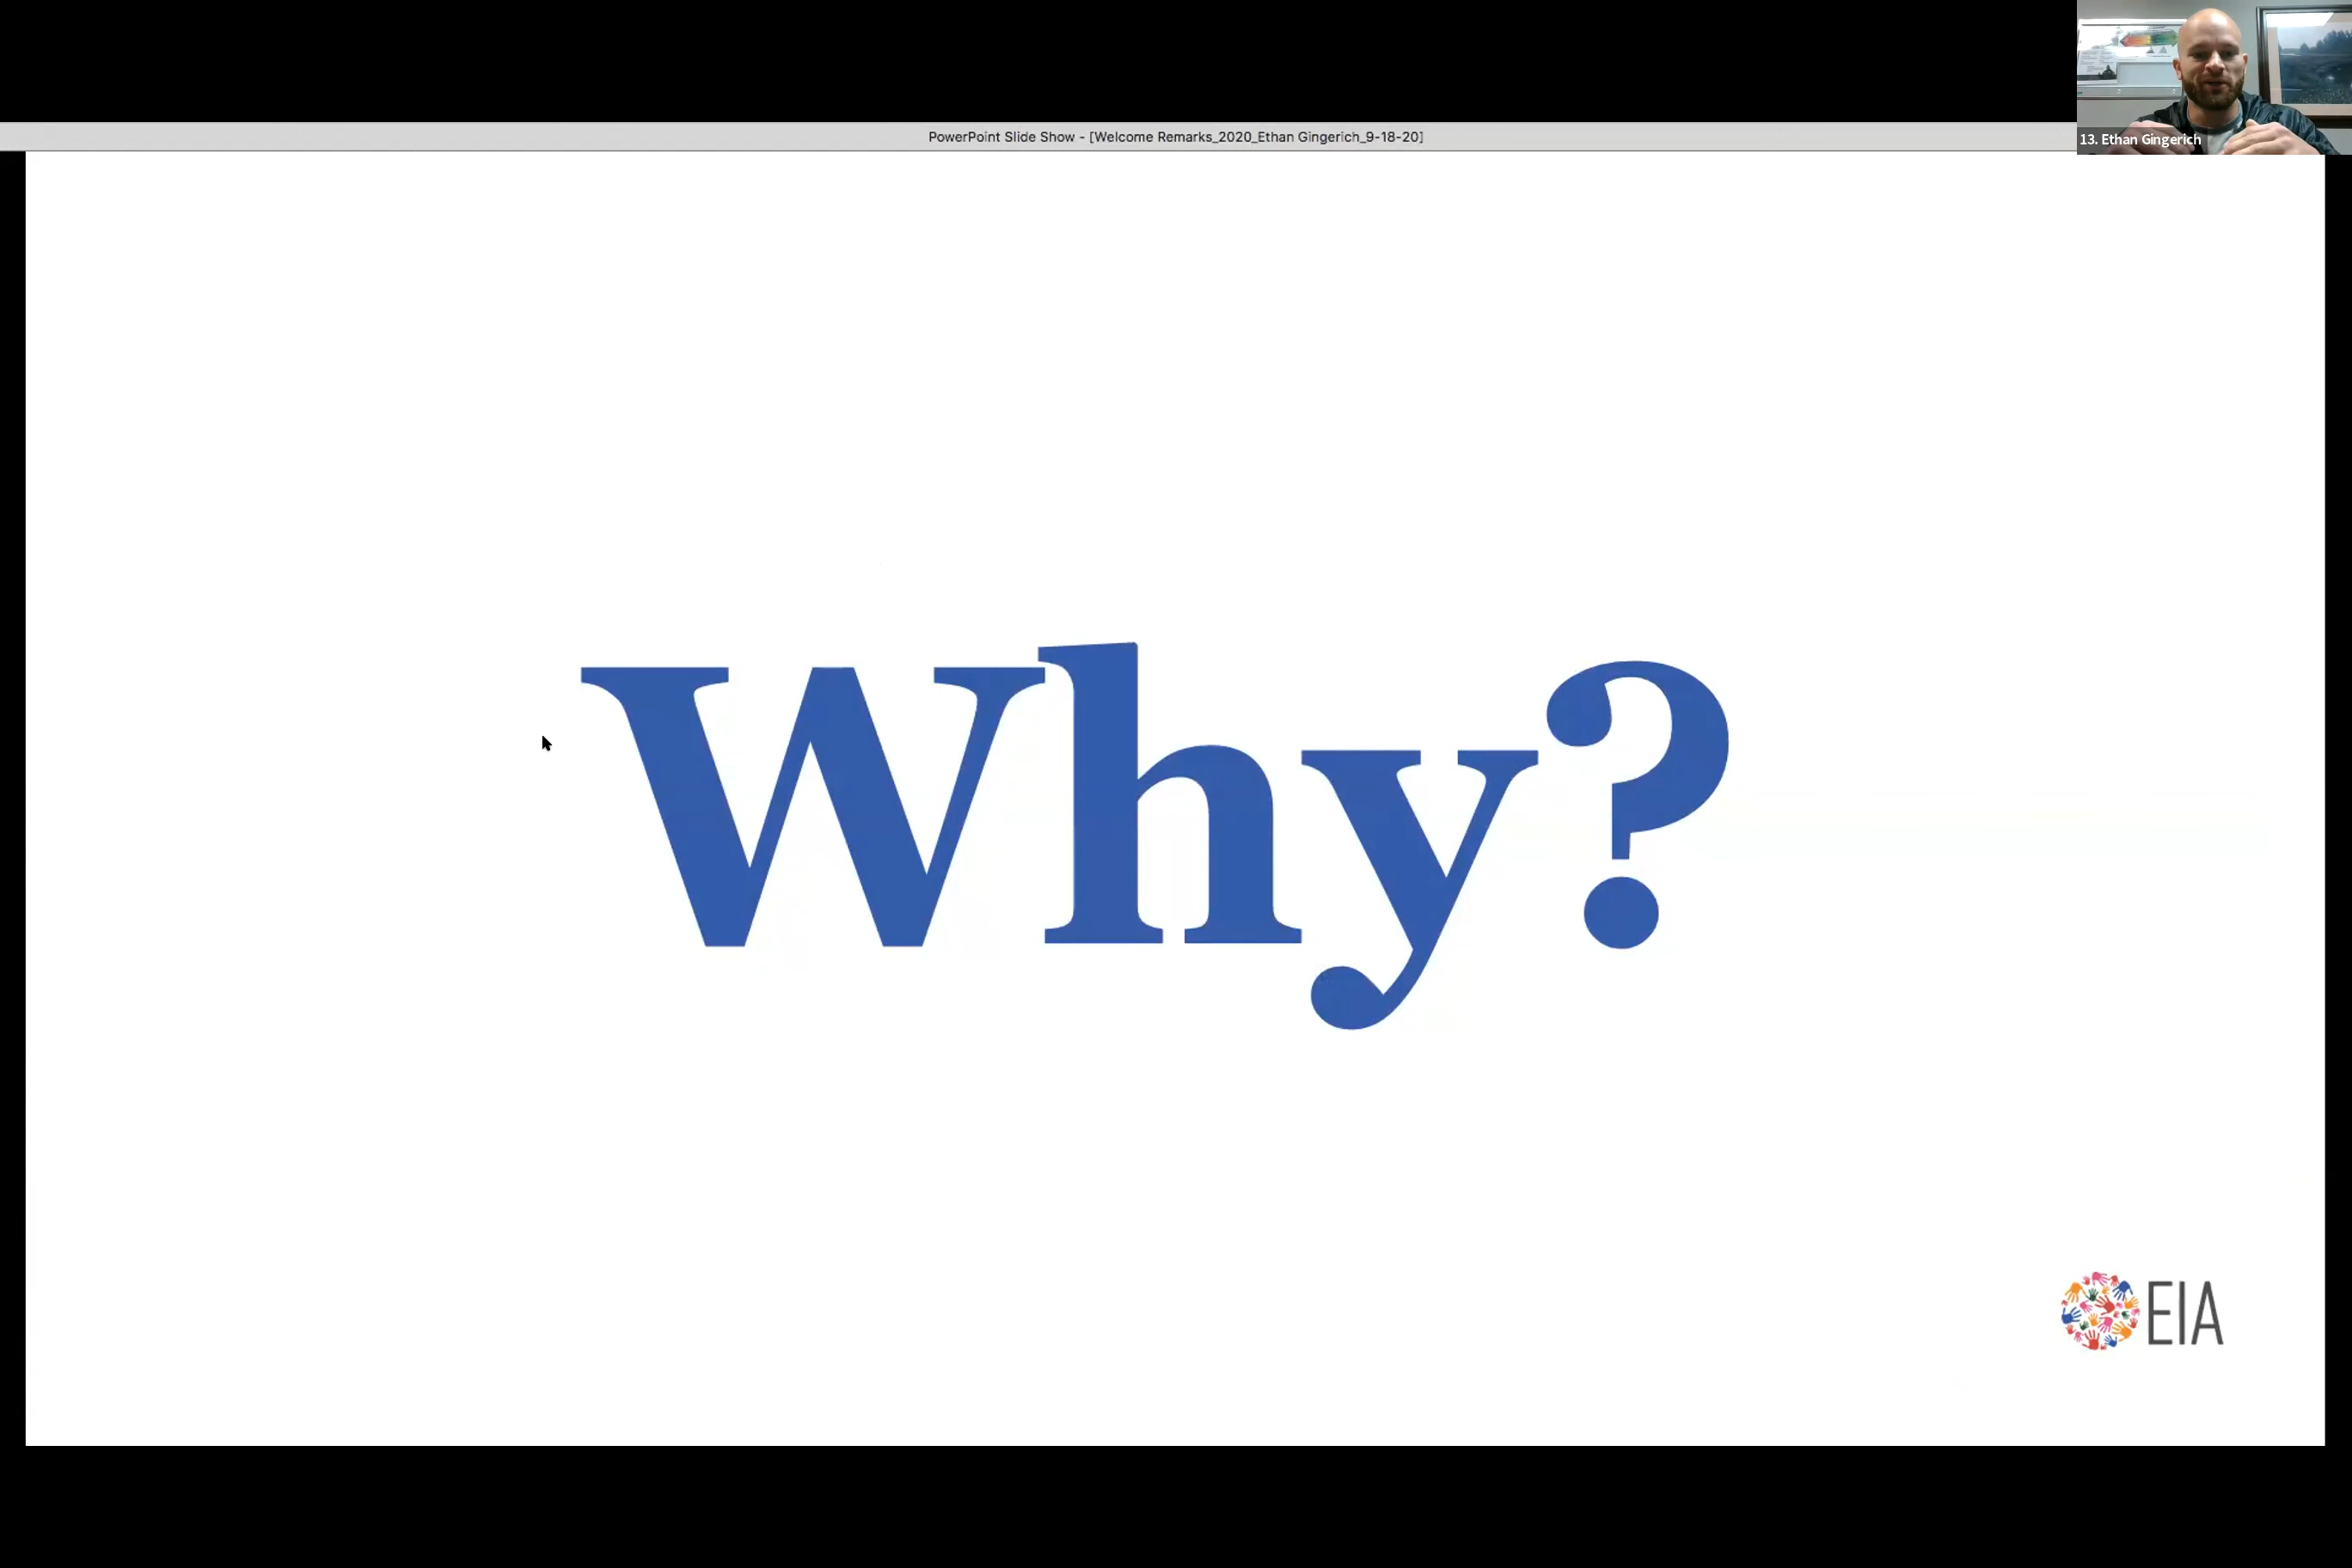 PowerPoint Slide Show - [Welcome Remarks_2020_Ethan Gingerich_9-18-20]
13. Ethan Gingerich
Why?
EIA